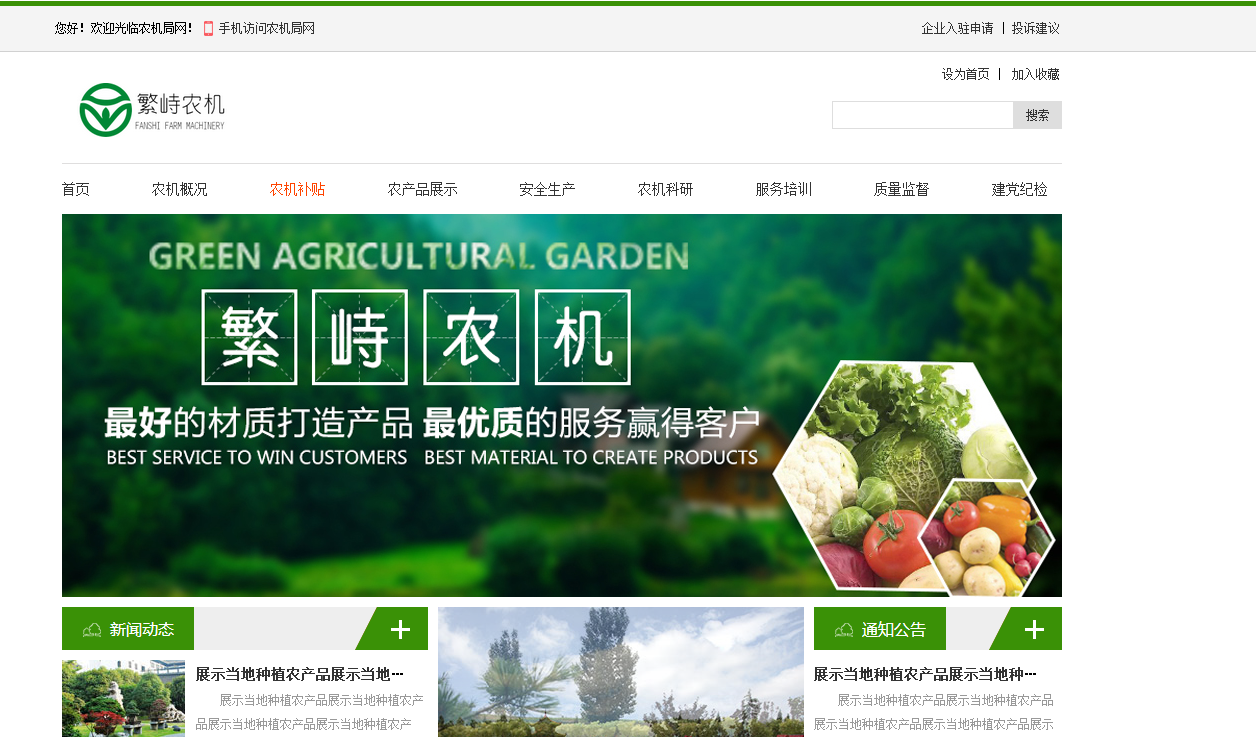 您好！欢迎光临农机局网！ 手机访问农机局网
企业入驻申请 | 投诉建议
设为首页 | 加入收藏
繁峙农机
FANSHI FARM MACHINERY
搜索
首页 农机概况 农机补贴 农产品展示 安全生产 农机科研 服务培训 质量监督 建党纪检
GREEN AGRICULTURAL GARDEN
繁峙农机
最好的材质打造产品 最优质的服务赢得客户
BEST SERVICE TO WIN CUSTOMERS BEST MATERIAL TO CREATE PRODUCTS
新闻动态
展示当地种植农产品展示当地···
展示当地种植农产品展示当地种植农产
品展示当地种植农产品展示当地种植农产
通知公告
展示当地种植农产品展示当地种···
展示当地种植农产品展示当地种植农产品
展示当地种植农产品展示当地种植农产品展示